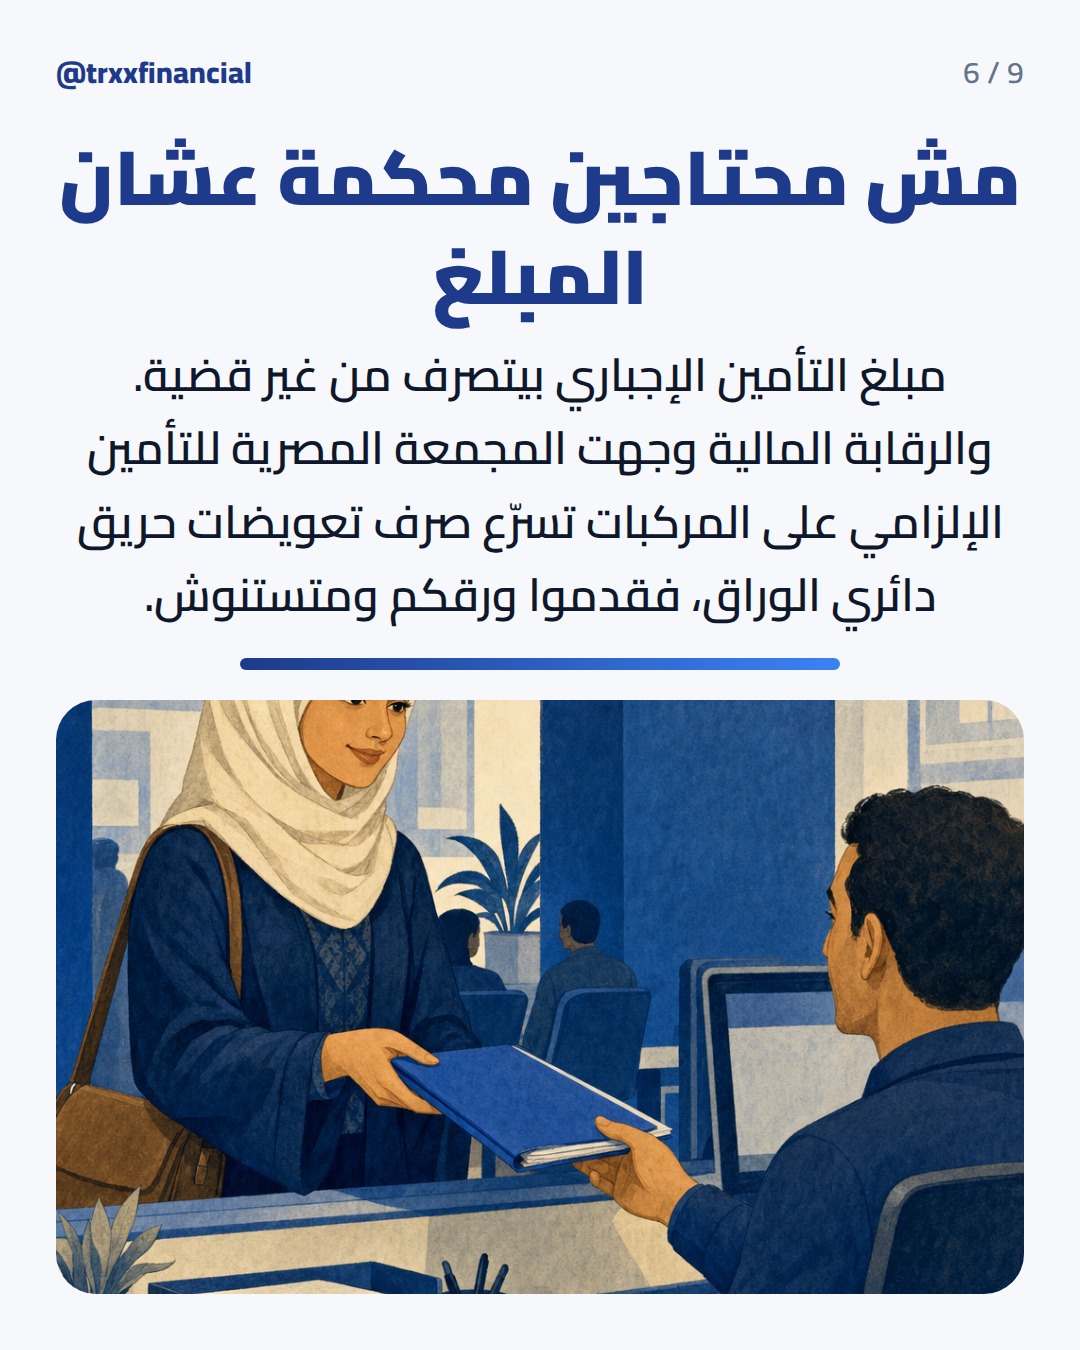 @trxxfinancial
6 / 9
مش محتاجين محكمة عشان
المبلغ
مبلغ التأمين الإجباري بيتصرف من غير قضية.
والرقابة المالية وجهت المجمعة المصرية للتأمين
الإلزامي على المركبات تسرّع صرف تعويضات حريق
دائري الوراق، فقدموا ورقكم ومتستنوش.